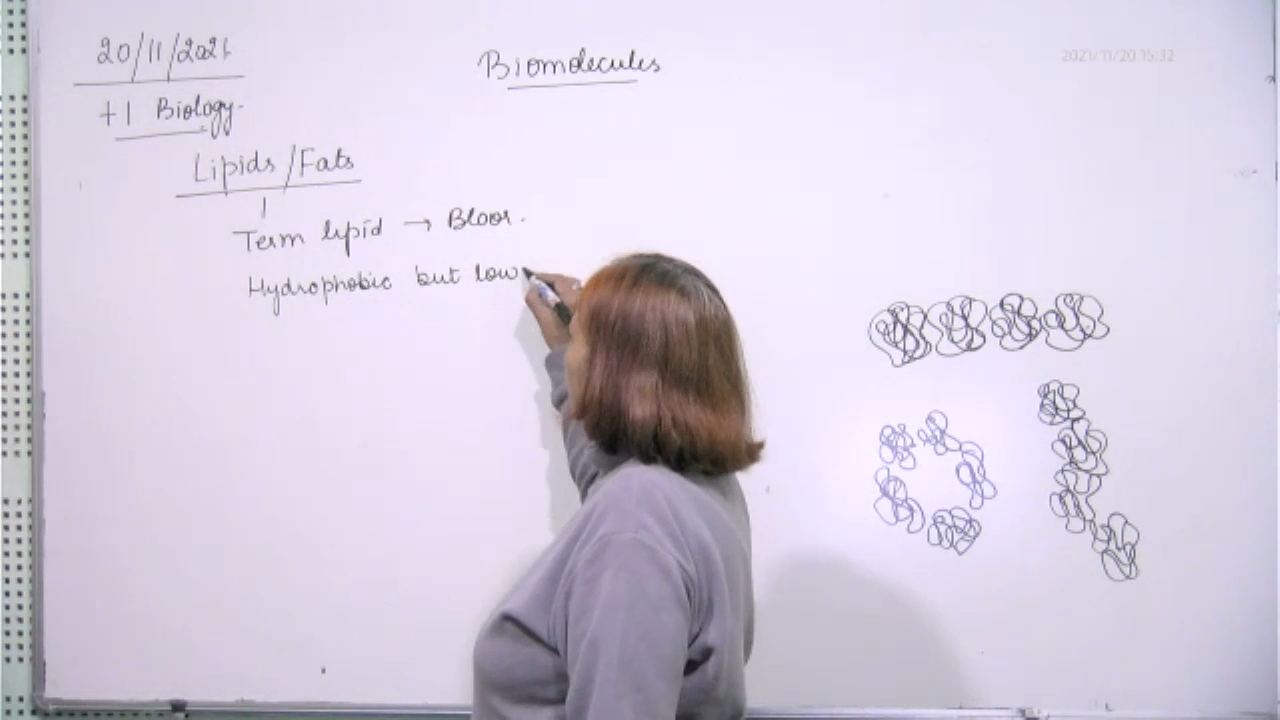 20/11/2021
Biomolecules
2021/11/20 15:32
+1 Biology.
Lipids/Fats
Term lipid → Bloor.
Hydrophobic but low